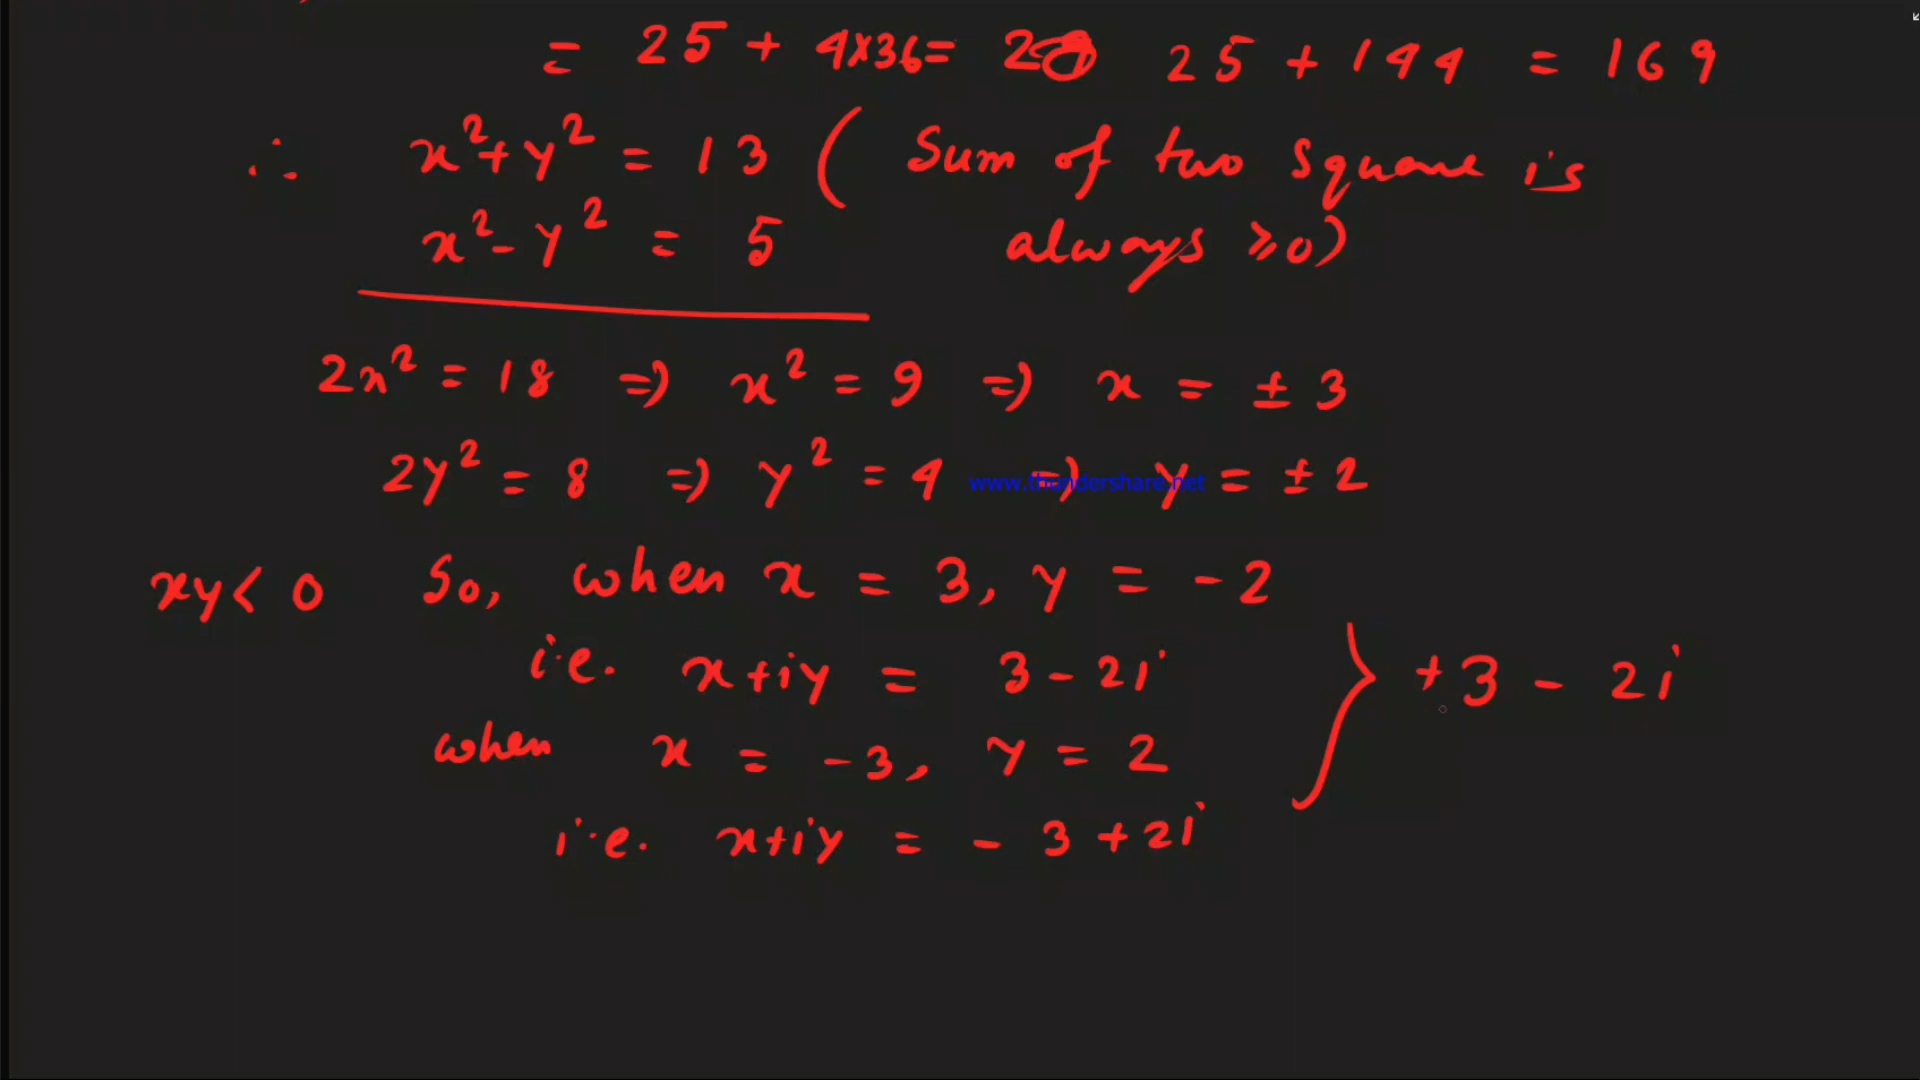 = 25 + 4×36 = 25 + 144 = 169
∴ x²+y² = 13 ( Sum of two square is
x²-y² = 5 always ≥0)
2x² = 18 ⇒ x² = 9 ⇒ x = ± 3
2y² = 8 ⇒ y² = 4 ⇒ y = ± 2
www.thundershare.net
xy < 0 So, when x = 3, y = -2
i.e. x+iy = 3 - 2i
+3 - 2i
when x = -3, y = 2
i.e. x+iy = - 3 + 2i